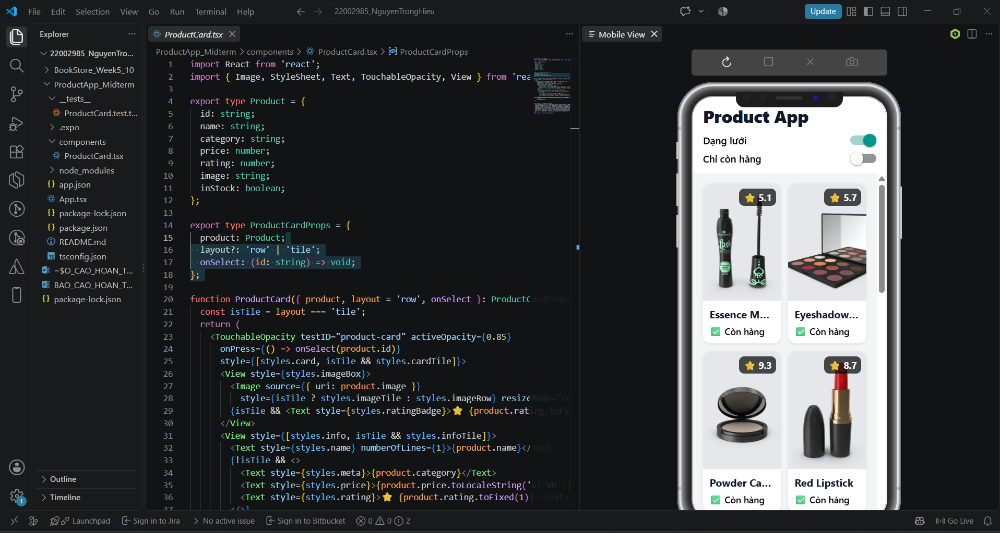 File Edit Selection View Go Run Terminal Help
22002985_NguyenTrongHieu
Update
Explorer
22002985_NguyenTro...
BookStore_Week5_10
ProductApp_Midterm
__tests__
ProductCard.test.t...
.expo
components
ProductCard.tsx
node_modules
app.json
App.tsx
package-lock.json
package.json
README.md
tsconfig.json
~$O_CAO_HOAN_T...
BAO_CAO_HOAN_T...
package-lock.json
Outline
Timeline
ProductCard.tsx
ProductApp_Midterm > components > ProductCard.tsx > ProductCardProps
1 import React from 'react';
2 import { Image, StyleSheet, Text, TouchableOpacity, View } from 'rea
3
4 export type Product = {
5 id: string;
6 name: string;
7 category: string;
8 price: number;
9 rating: number;
10 image: string;
11 inStock: boolean;
12 };
13
14 export type ProductCardProps = {
15 product: Product;
16 layout?: 'row' | 'tile';
17 onSelect: (id: string) => void;
18 };
19
20 function ProductCard({ product, layout = 'row', onSelect }: ProductCardProps
21 const isTile = layout === 'tile';
22 return (
23 <TouchableOpacity testID="product-card" activeOpacity={0.85}
24 onPress={() => onSelect(product.id)}
25 style={[styles.card, isTile && styles.cardTile]}>
26 <View style={styles.imageBox}>
27 <Image source={{ uri: product.image }}
28 style={isTile ? styles.imageTile : styles.imageRow} resizeMode="co
29 {isTile && <Text style={styles.ratingBadge}>⭐ {product.rating.toFi
30 </View>
31 <View style={[styles.info, isTile && styles.infoTile]}>
32 <Text style={styles.name} numberOfLines={1}>{product.name}</Text>
33 {!isTile && <>
34 <Text style={styles.meta}>{product.category}</Text>
35 <Text style={styles.price}>{product.price.toLocaleString('vi-VN')}
36 <Text style={styles.rating}>⭐ {product.rating.toFixed(1)}</Text>
37 </>}
Mobile View
Product App
Dạng lưới
Chỉ còn hàng
⭐ 5.1
essence
Lash
PRINCESS
Essence M...
✅ Còn hàng
⭐ 5.7
Eyeshadow...
✅ Còn hàng
⭐ 9.3
Powder Ca...
✅ Còn hàng
⭐ 8.7
Red Lipstick
✅ Còn hàng
1
Launchpad
Sign in to Jira
No active issue
Sign in to Bitbucket
0 0 2
Go Live